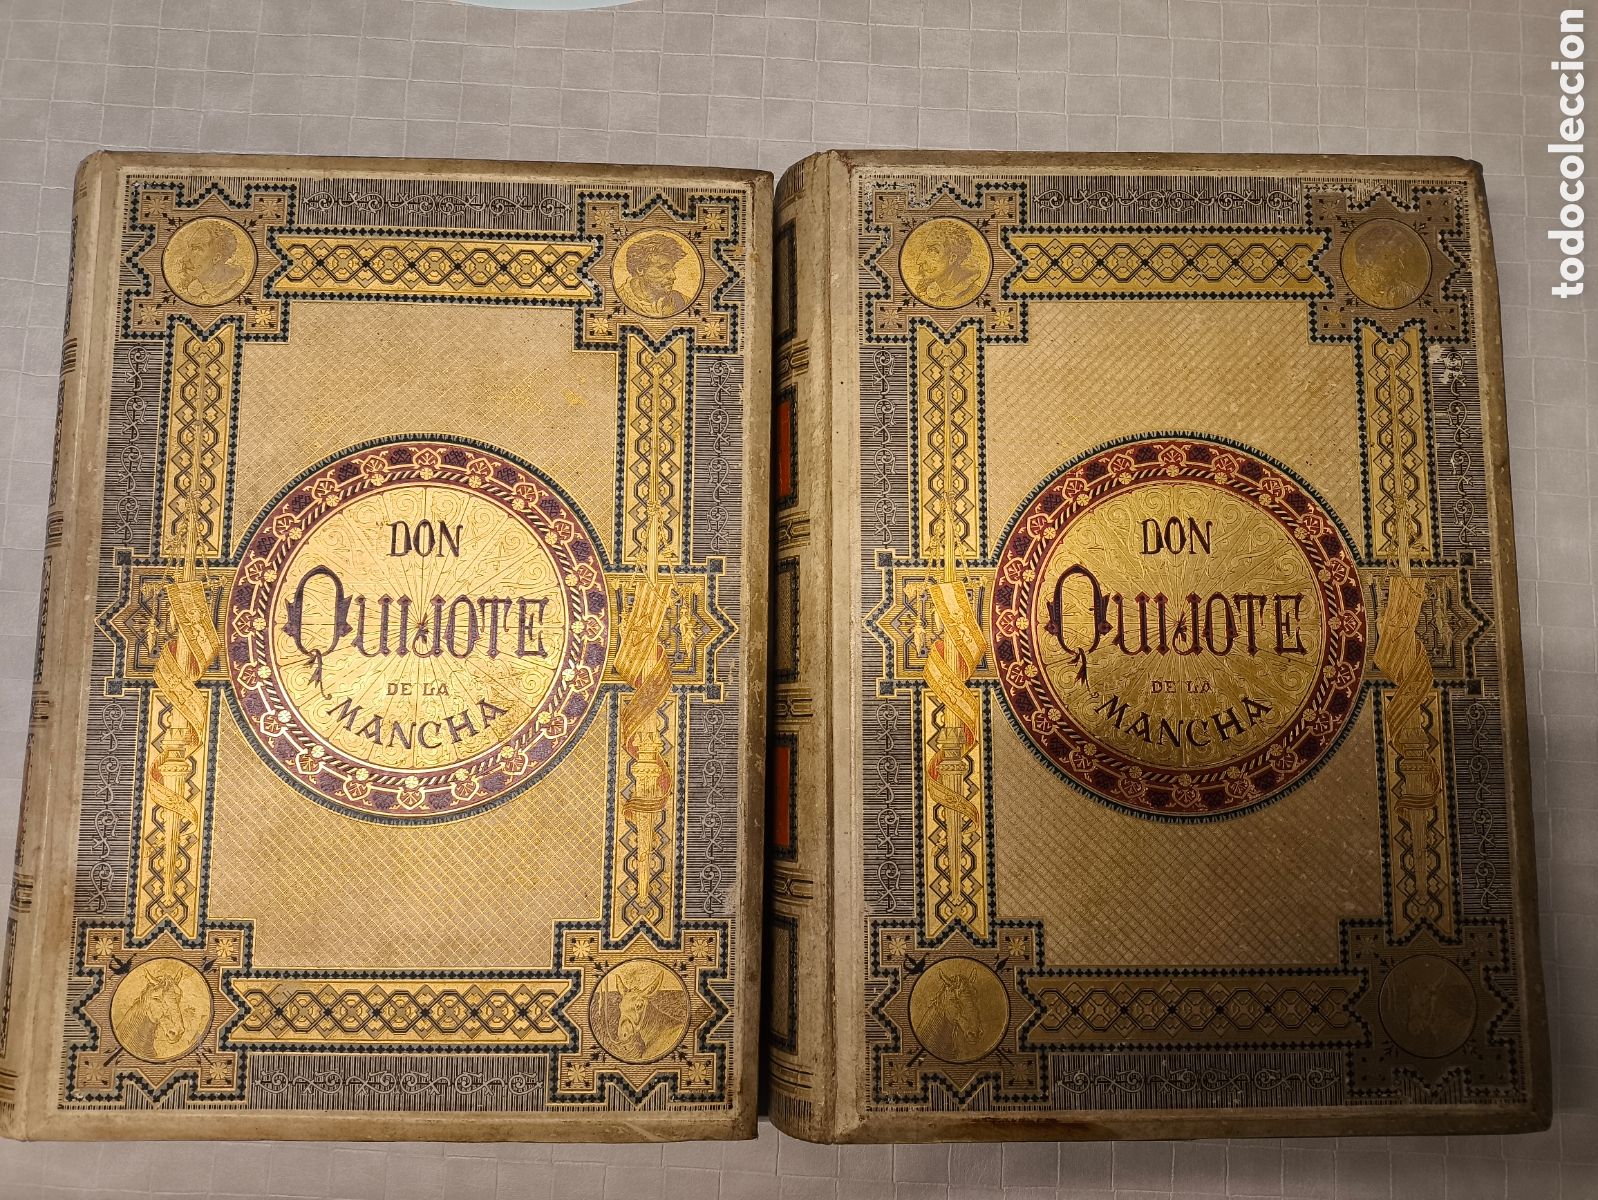 DON
QUIJOTE
DE LA
MANCHA
DON
QUIJOTE
DE LA
MANCHA
todocoleccion